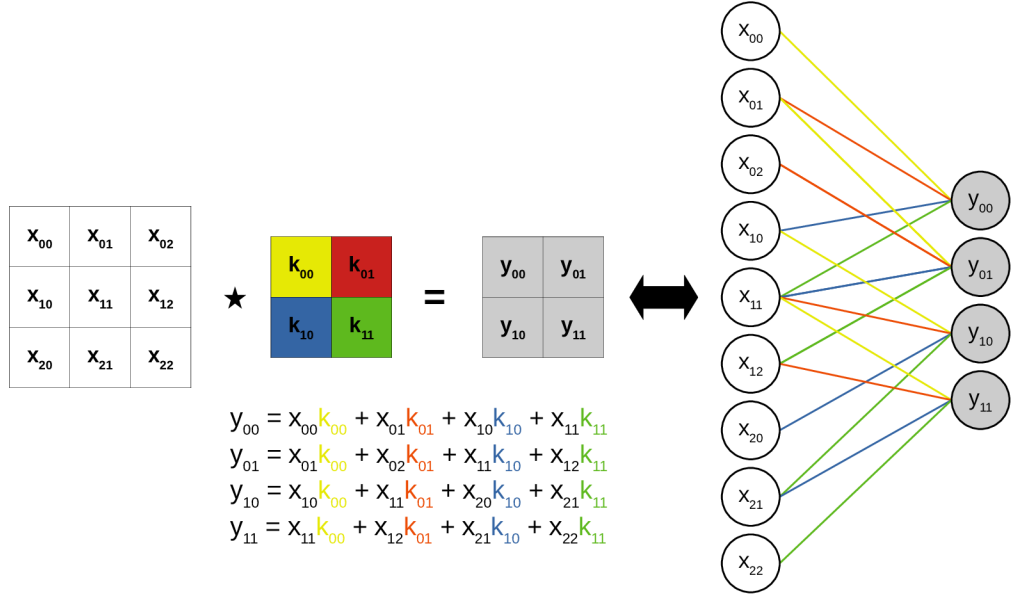 x₀₀ x₀₁ x₀₂
x₁₀ x₁₁ x₁₂
x₂₀ x₂₁ x₂₂
★
k₀₀ k₀₁
k₁₀ k₁₁
=
y₀₀ y₀₁
y₁₀ y₁₁
y₀₀ = x₀₀k₀₀ + x₀₁k₀₁ + x₁₀k₁₀ + x₁₁k₁₁
y₀₁ = x₀₁k₀₀ + x₀₂k₀₁ + x₁₁k₁₀ + x₁₂k₁₁
y₁₀ = x₁₀k₀₀ + x₁₁k₀₁ + x₂₀k₁₀ + x₂₁k₁₁
y₁₁ = x₁₁k₀₀ + x₁₂k₀₁ + x₂₁k₁₀ + x₂₂k₁₁
x₀₀
x₀₁
x₀₂
x₁₀
x₁₁
x₁₂
x₂₀
x₂₁
x₂₂
y₀₀
y₀₁
y₁₀
y₁₁